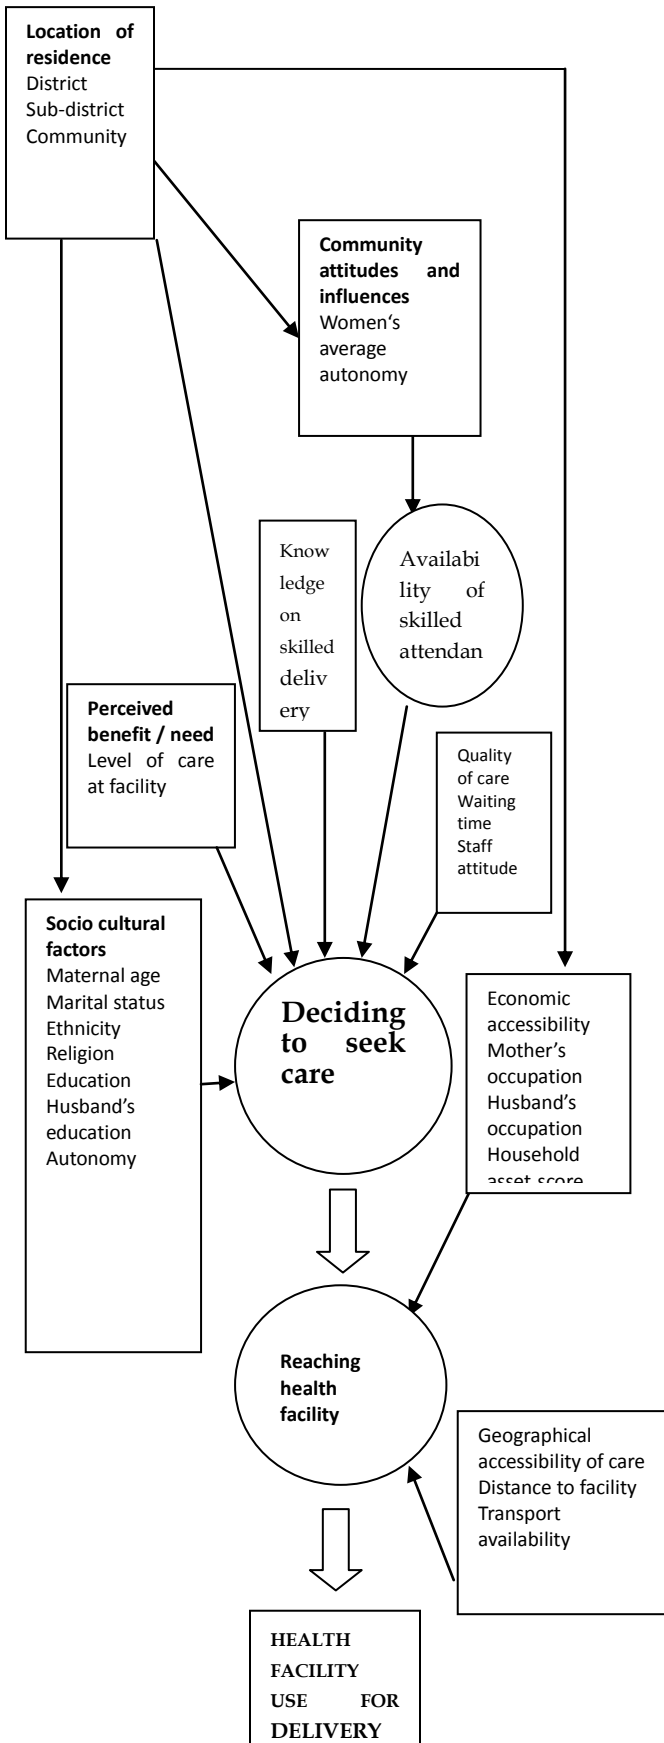 Location of
residence
District
Sub-district
Community
Community
attitudes and
influences
Women‘s
average
autonomy
Know
ledge
on
skilled
deliv
ery
Availabi
lity of
skilled
attendan
Perceived
benefit / need
Level of care
at facility
Quality
of care
Waiting
time
Staff
attitude
Socio cultural
factors
Maternal age
Marital status
Ethnicity
Religion
Education
Husband’s
education
Autonomy
Deciding
to seek
care
Economic
accessibility
Mother’s
occupation
Husband’s
occupation
Household
asset score
Reaching
health
facility
Geographical
accessibility of care
Distance to facility
Transport
availability
HEALTH
FACILITY
USE FOR
DELIVERY